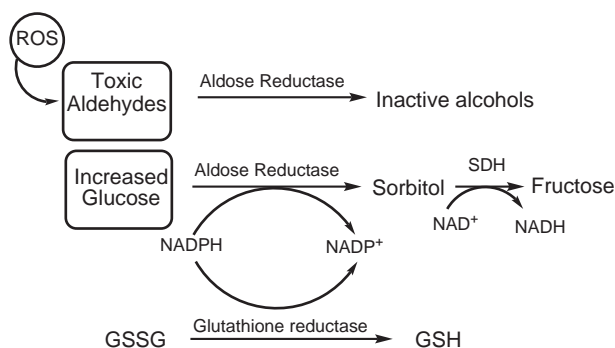 ROS
Toxic
Aldehydes
Aldose Reductase
Inactive alcohols
Increased
Glucose
Aldose Reductase
Sorbitol
SDH
Fructose
NAD⁺
NADH
NADPH
NADP⁺
GSSG
Glutathione reductase
GSH